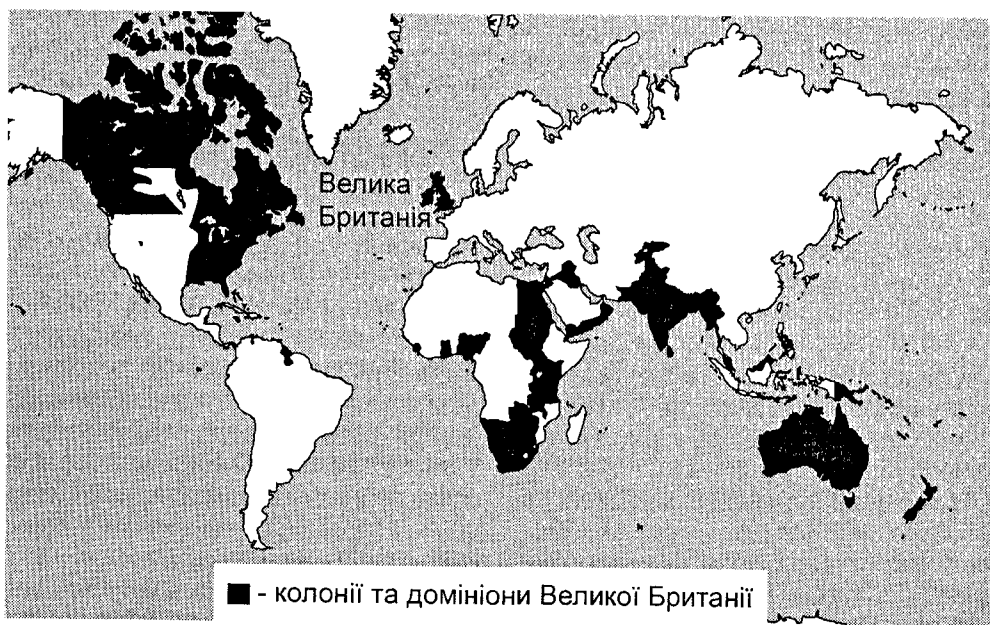 Велика
Британія
- колонії та домініони Великої Британії